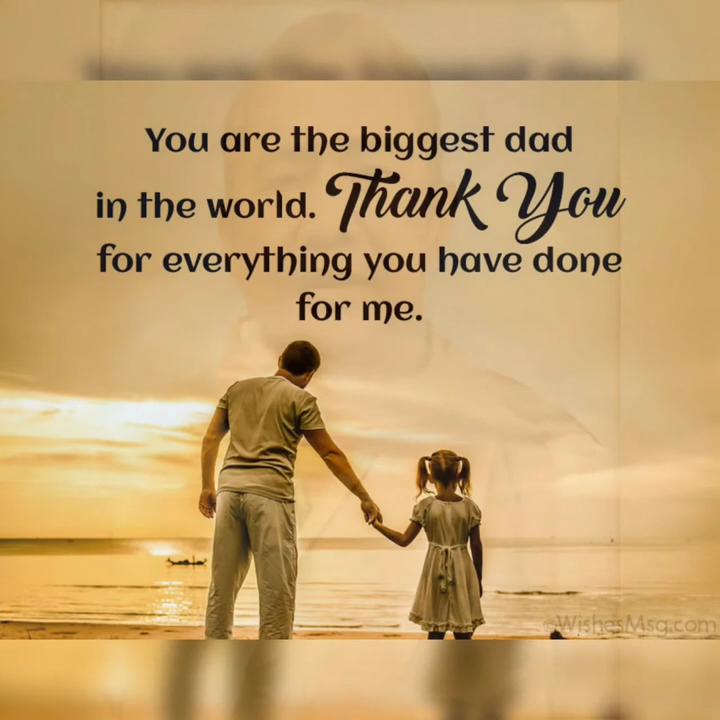 You are the biggest dad
in the world. Thank You
for everything you have done
for me.
©WishesMsg.com